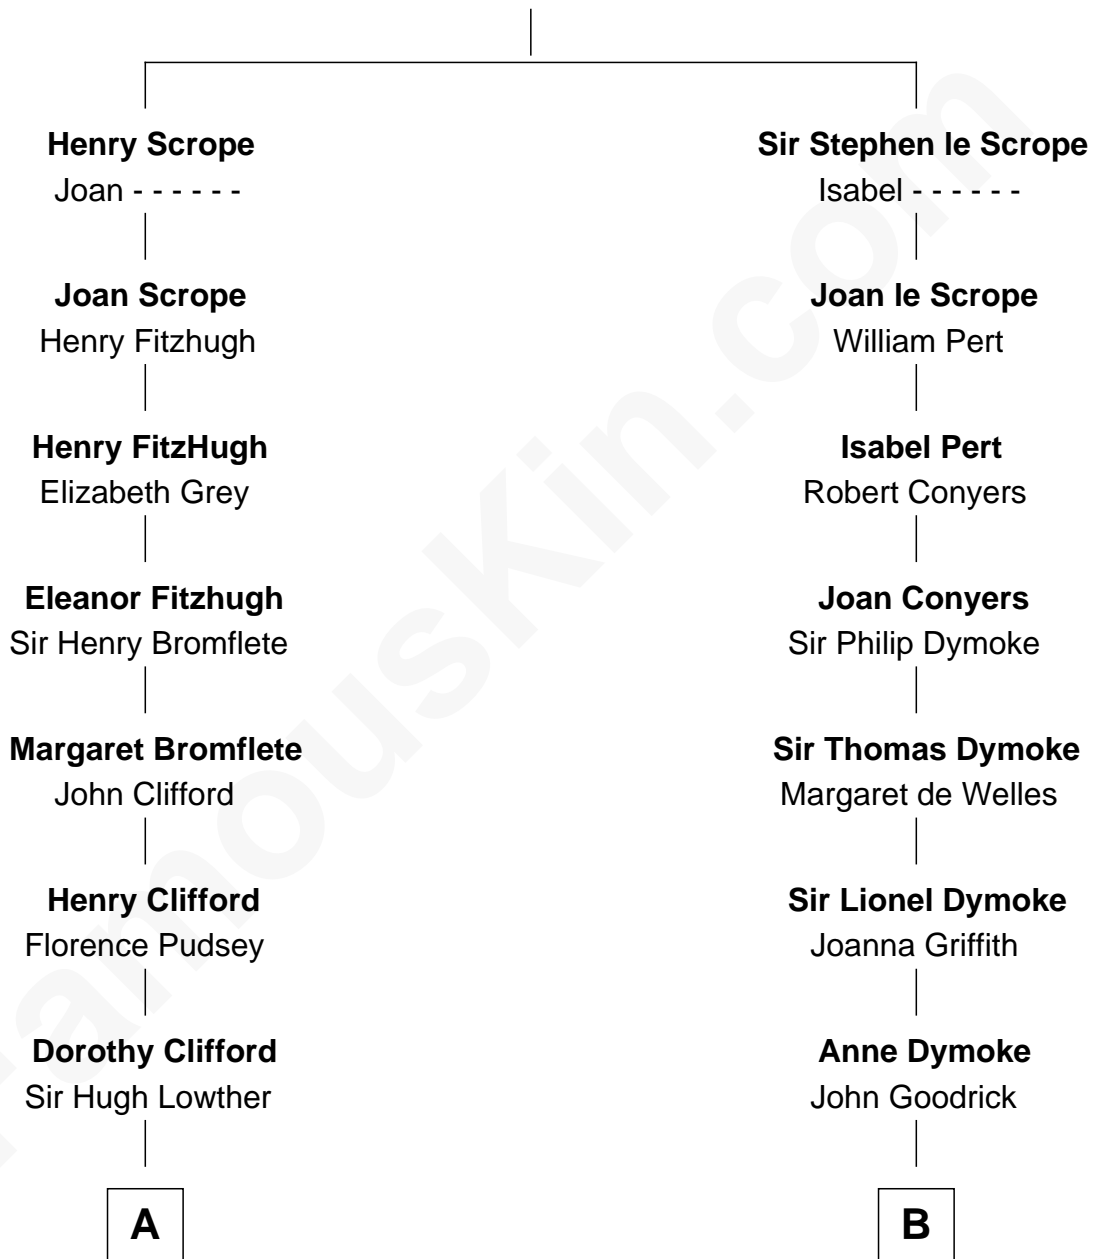 Henry Scrope
Joan - - - - - -
Joan Scrope
Henry Fitzhugh
Henry FitzHugh
Elizabeth Grey
Eleanor Fitzhugh
Sir Henry Bromflete
Margaret Bromflete
John Clifford
Henry Clifford
Florence Pudsey
Dorothy Clifford
Sir Hugh Lowther
A
Sir Stephen le Scrope
Isabel - - - - - -
Joan le Scrope
William Pert
Isabel Pert
Robert Conyers
Joan Conyers
Sir Philip Dymoke
Sir Thomas Dymoke
Margaret de Welles
Sir Lionel Dymoke
Joanna Griffith
Anne Dymoke
John Goodrick
B
FamousKin.com